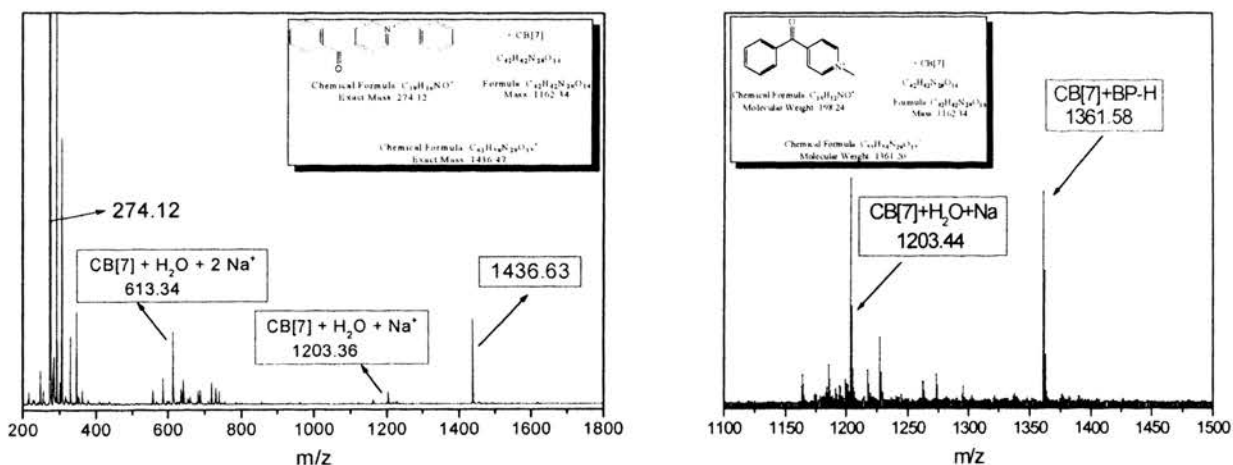 N⁺
O
+ CB[7]
C₄₂H₄₂N₂₈O₁₄
Chemical Formula: C₁₉H₁₆NO⁺
Exact Mass: 274.12
Formula: C₄₂H₄₂N₂₈O₁₄
Mass: 1162.34
Exact Mass: 1436.47
274.12
CB[7] + H₂O + 2 Na⁺
613.34
CB[7] + H₂O + Na⁺
1203.36
1436.63
200 400 600 800 1000 1200 1400 1600 1800
m/z
O
N⁺
+ CB[7]
C₄₂H₄₂N₂₈O₁₄
Chemical Formula: C₁₃H₁₂NO⁺
Molecular Weight: 198.24
Formula: C₄₂H₄₂N₂₈O₁₄
Mass: 1162.34
Molecular Weight: 1361.20
CB[7]+BP-H
1361.58
CB[7]+H₂O+Na
1203.44
1100 1150 1200 1250 1300 1350 1400 1450 1500
m/z